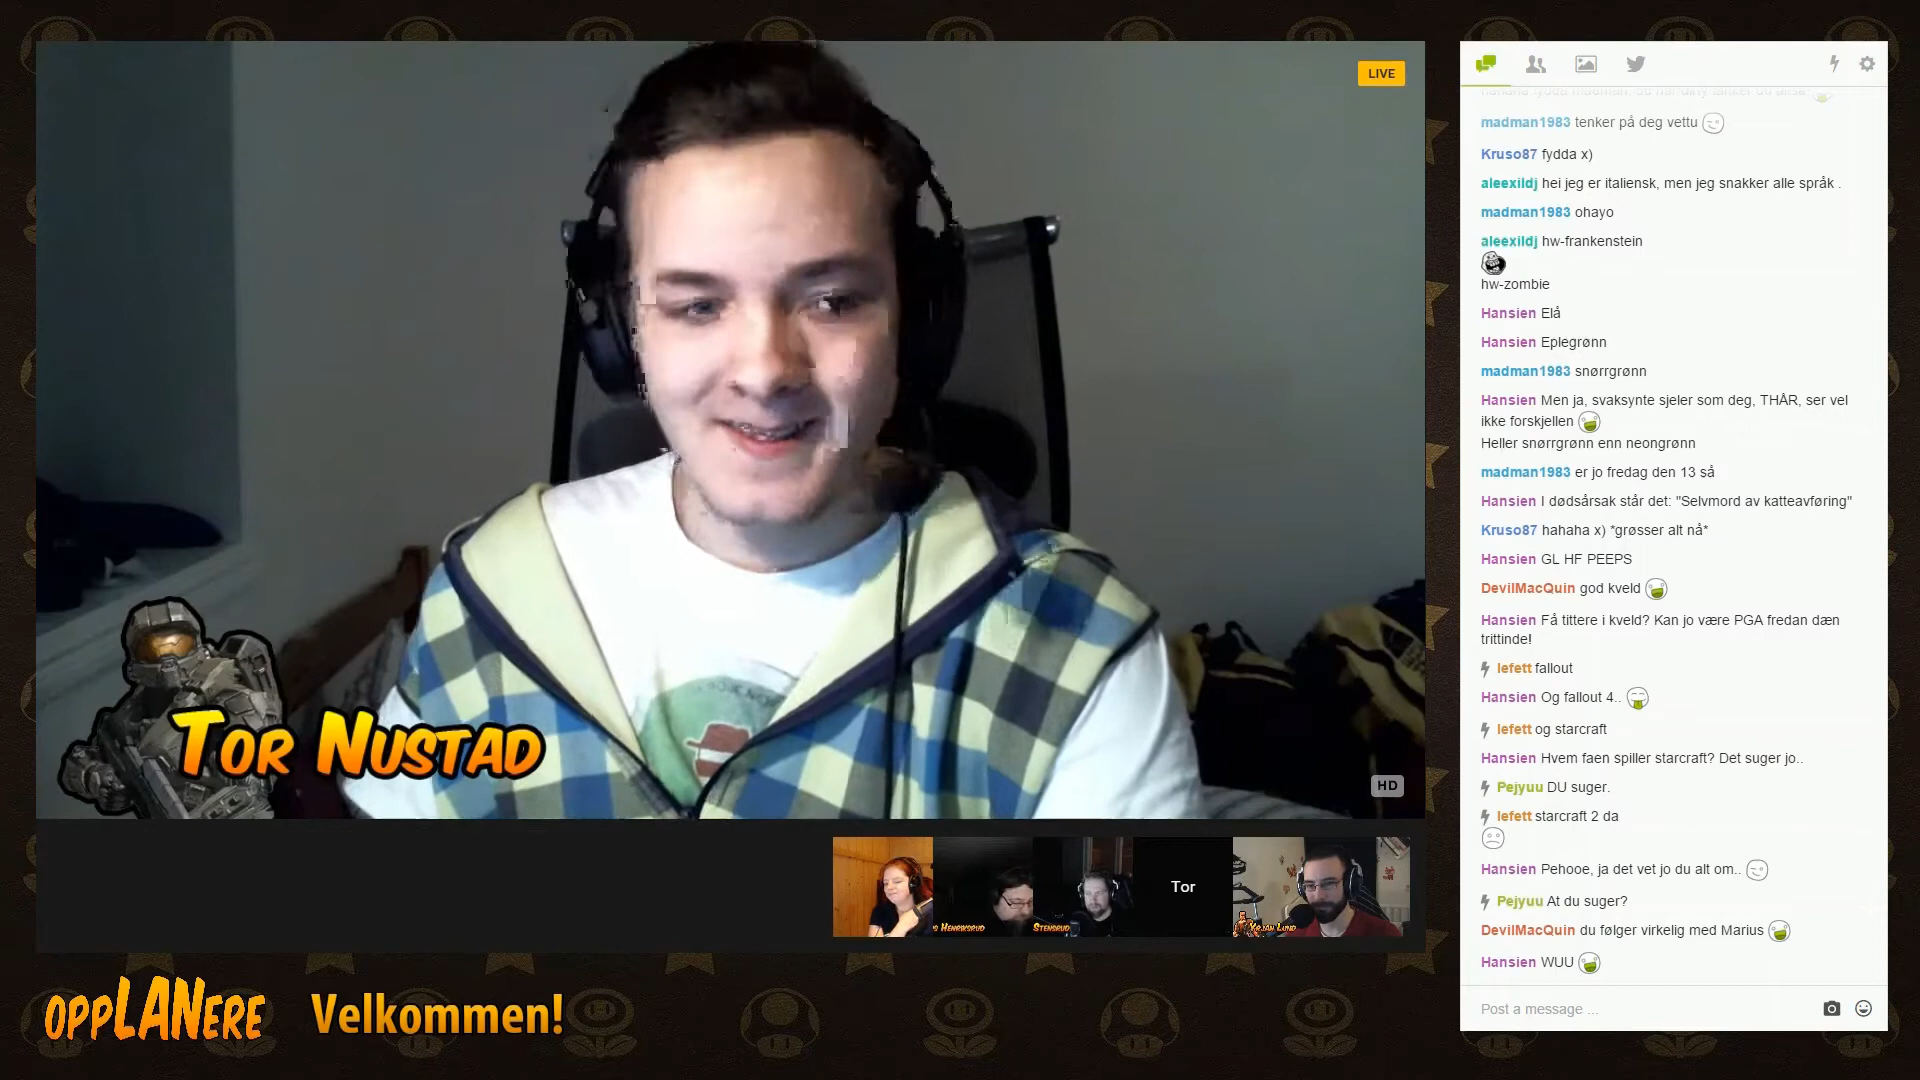 LIVE
Tor Nustad
HD
Henriksrud
Stensrud
Tor
Ørjan Lund
oppLANere
Velkommen!
madman1983 tenker på deg vettu
Kruso87 fydda x)
aleexildj hei jeg er italiensk, men jeg snakker alle språk .
madman1983 ohayo
aleexildj hw-frankenstein
hw-zombie
Hansien Elå
Hansien Eplegrønn
madman1983 snørrgrønn
Hansien Men ja, svaksynte sjeler som deg, THÅR, ser vel
ikke forskjellen
Heller snørrgrønn enn neongrønn
madman1983 er jo fredag den 13 så
Hansien I dødsårsak står det: "Selvmord av katteavføring"
Kruso87 hahaha x) *grøsser alt nå*
Hansien GL HF PEEPS
DevilMacQuin god kveld
Hansien Få tittere i kveld? Kan jo være PGA fredan dæn
trittinde!
lefett fallout
Hansien Og fallout 4..
lefett og starcraft
Hansien Hvem faen spiller starcraft? Det suger jo..
Pejyuu DU suger.
lefett starcraft 2 da
Hansien Pehooe, ja det vet jo du alt om..
Pejyuu At du suger?
DevilMacQuin du følger virkelig med Marius
Hansien WUU
Post a message ...